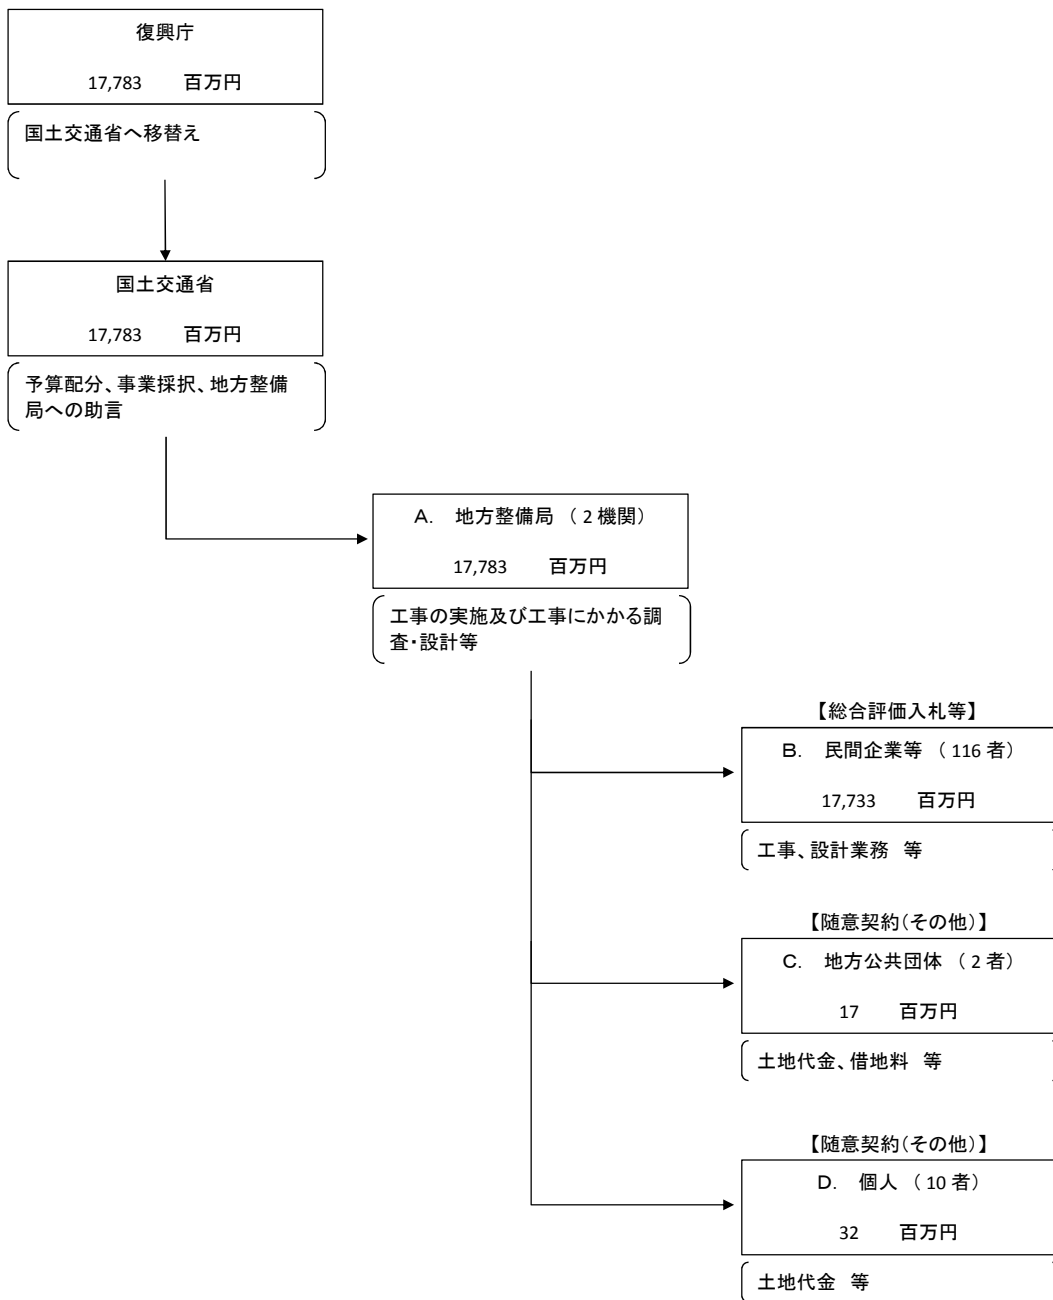 復興庁
17,783 百万円
国土交通省へ移替え
国土交通省
17,783 百万円
予算配分、事業採択、地方整備
局への助言
A. 地方整備局 （ 2 機関）
17,783 百万円
工事の実施及び工事にかかる調
査・設計等
【総合評価入札等】
B. 民間企業等 （ 116 者）
17,733 百万円
工事、設計業務 等
【随意契約（その他）】
C. 地方公共団体 （ 2 者）
17 百万円
土地代金、借地料 等
【随意契約（その他）】
D. 個人 （ 10 者）
32 百万円
土地代金 等